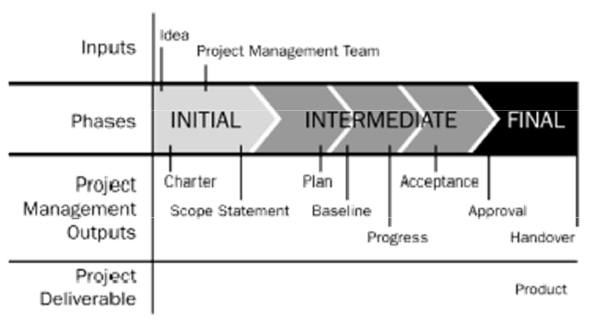 Inputs
Idea
Project Management Team
Phases
INITIAL
INTERMEDIATE
FINAL
Project
Management
Outputs
Charter
Plan
Acceptance
Scope Statement
Baseline
Approval
Progress
Handover
Project
Deliverable
Product